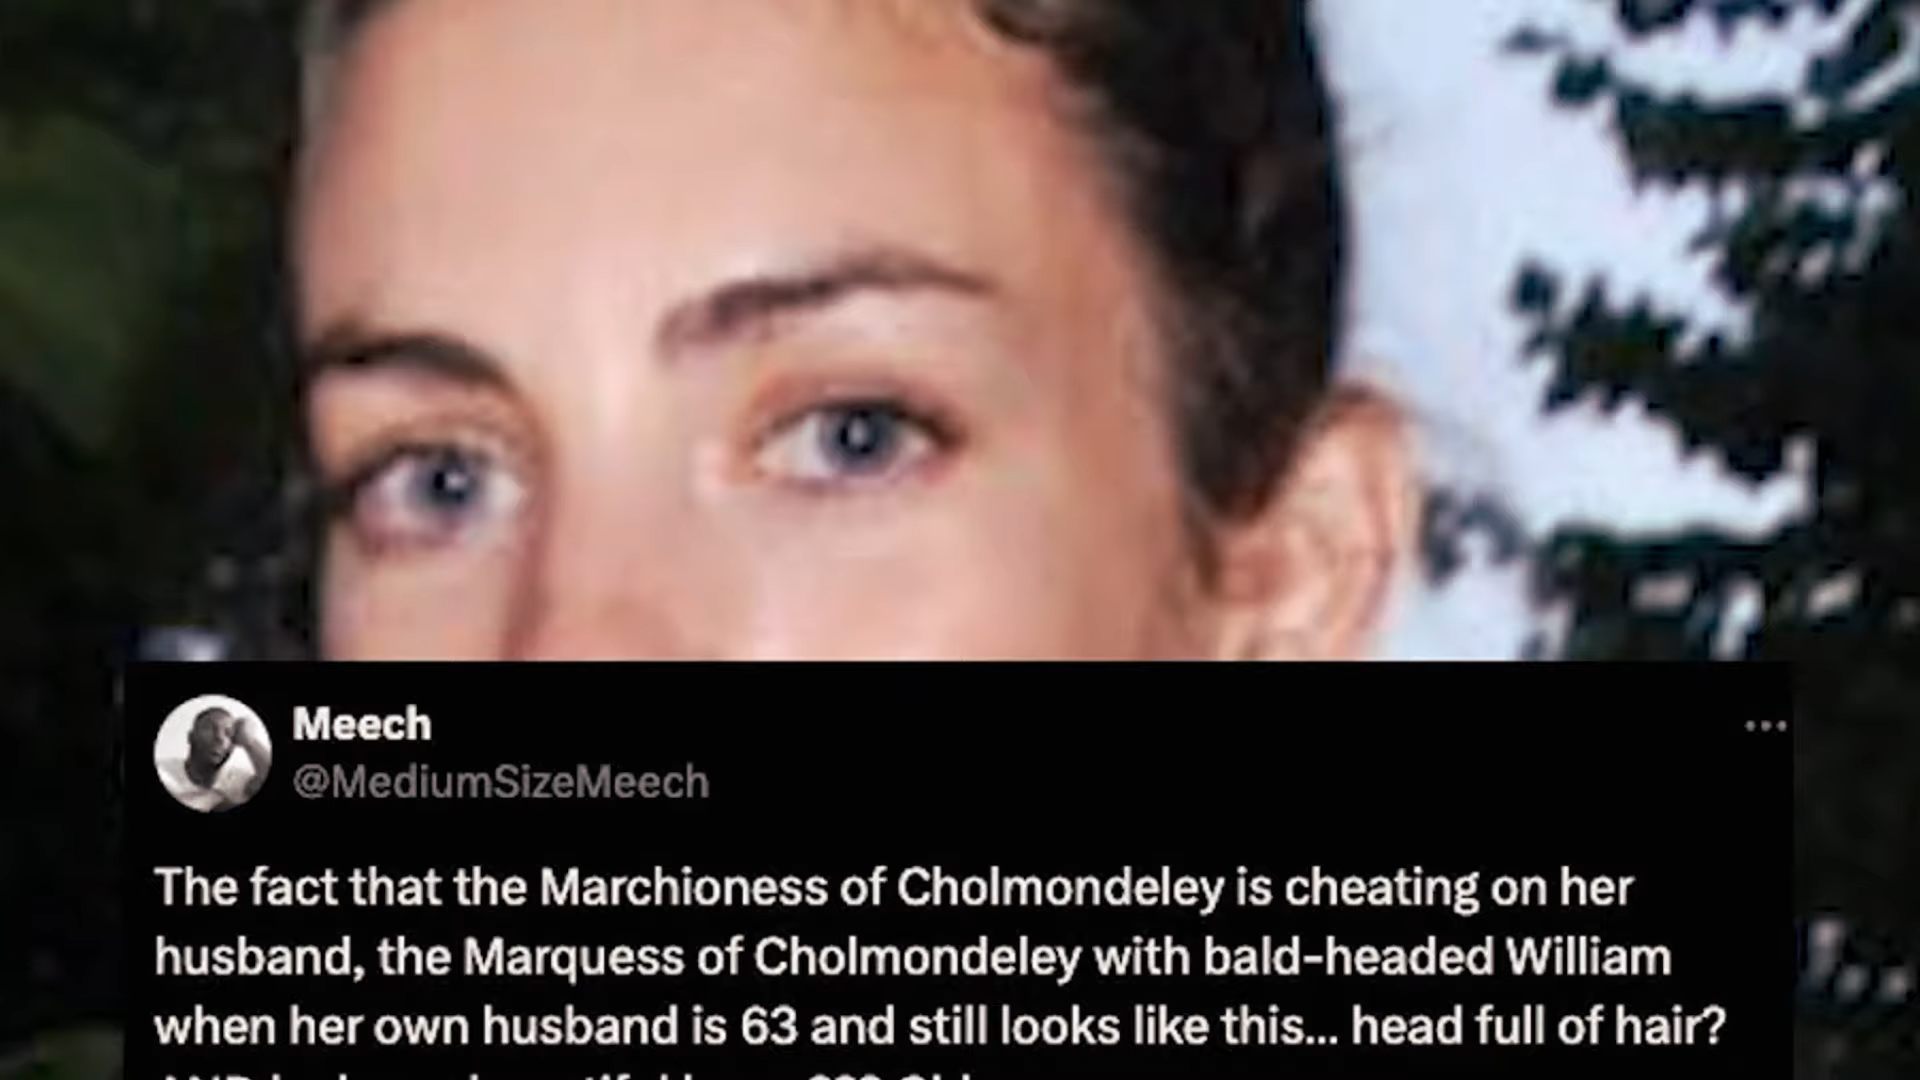 Meech
@MediumSizeMeech
The fact that the Marchioness of Cholmondeley is cheating on her
husband, the Marquess of Cholmondeley with bald-headed William
when her own husband is 63 and still looks like this... head full of hair?